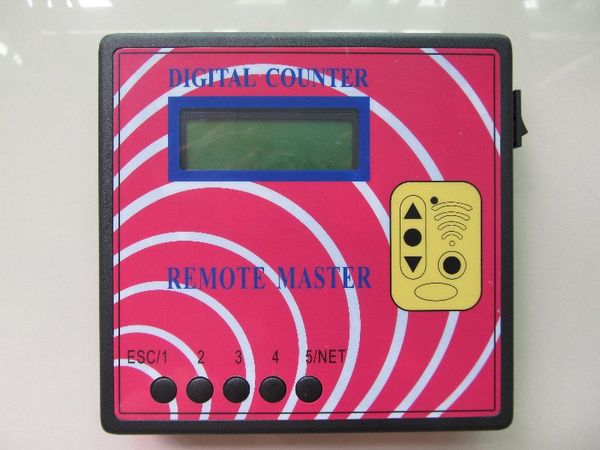 DIGITAL COUNTER
REMOTE MASTER
ESC/1 2 3 4 5/NET